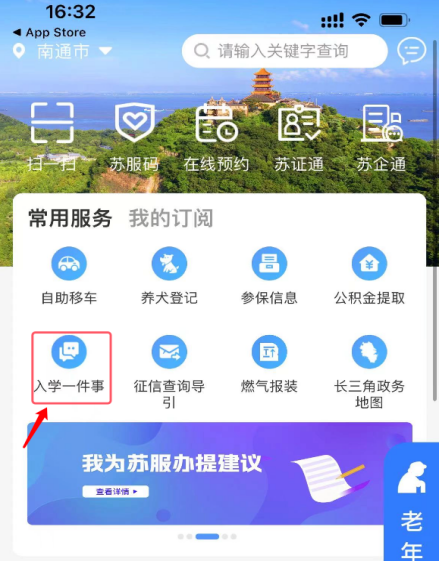 16:32
◀ App Store
南通市
请输入关键字查询
扫一扫
苏服码
在线预约
苏证通
苏企通
常用服务
我的订阅
自助移车
养犬登记
参保信息
公积金提取
入学一件事
征信查询导
引
燃气报装
长三角政务
地图
我为苏服办提建议
查看详情 ▸
老
年